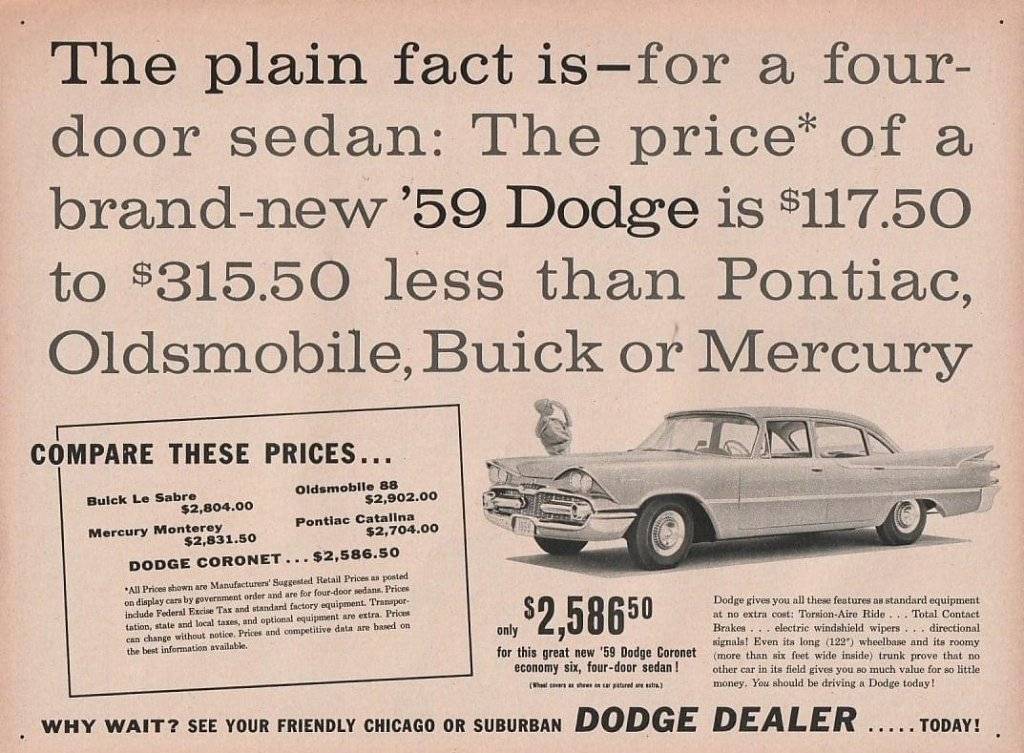 The plain fact is–for a four-
door sedan: The price* of a
brand-new '59 Dodge is $117.50
to $315.50 less than Pontiac,
Oldsmobile, Buick or Mercury
COMPARE THESE PRICES...
Buick Le Sabre
$2,804.00
Mercury Monterey
$2,831.50
Oldsmobile 88
$2,902.00
Pontiac Catalina
$2,704.00
DODGE CORONET...$2,586.50
*All Prices shown are Manufacturers' Suggested Retail Prices as posted
on display cars by government order and are for four-door sedans. Prices
include Federal Excise Tax and standard factory equipment. Transpor-
tation, state and local taxes, and optional equipment are extra. Prices
can change without notice. Prices and competitive data are based on
the best information available.
only $2,586 50
for this great new '59 Dodge Coronet
economy six, four-door sedan!
(Wheel covers as shown on car pictured are extra.)
Dodge gives you all these features as standard equipment
at no extra cost: Torsion-Aire Ride . . . Total Contact
Brakes . . . electric windshield wipers . . . directional
signals! Even its long (122") wheelbase and its roomy
(more than six feet wide inside) trunk prove that no
other car in its field gives you so much value for so little
money. You should be driving a Dodge today!
WHY WAIT? SEE YOUR FRIENDLY CHICAGO OR SUBURBAN DODGE DEALER .....TODAY!